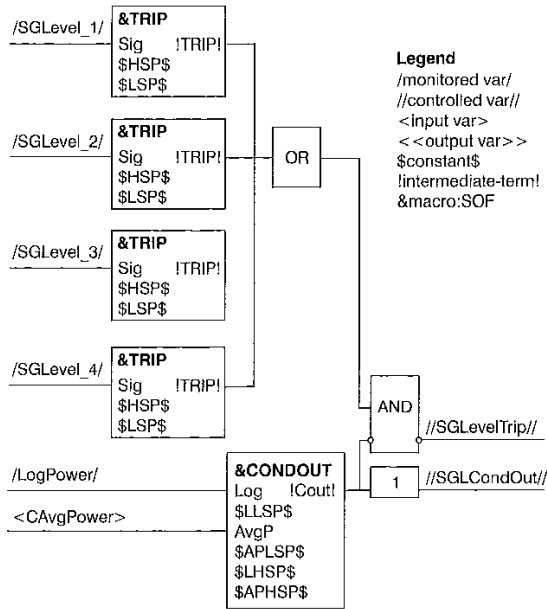 /SGLevel_1/
&TRIP
Sig !TRIP!
$HSP$
$LSP$
/SGLevel_2/
&TRIP
Sig !TRIP!
$HSP$
$LSP$
/SGLevel_3/
&TRIP
Sig !TRIP!
$HSP$
$LSP$
/SGLevel_4/
&TRIP
Sig !TRIP!
$HSP$
$LSP$
OR
Legend
/monitored var/
//controlled var//
<input var>
<<output var>>
$constant$
!intermediate-term!
&macro:SOF
AND
//SGLevelTrip//
/LogPower/
<CAvgPower>
&CONDOUT
Log !Cout!
$LLSP$
AvgP
$APLSP$
$LHSP$
$APHSP$
1
//SGLCondOut//